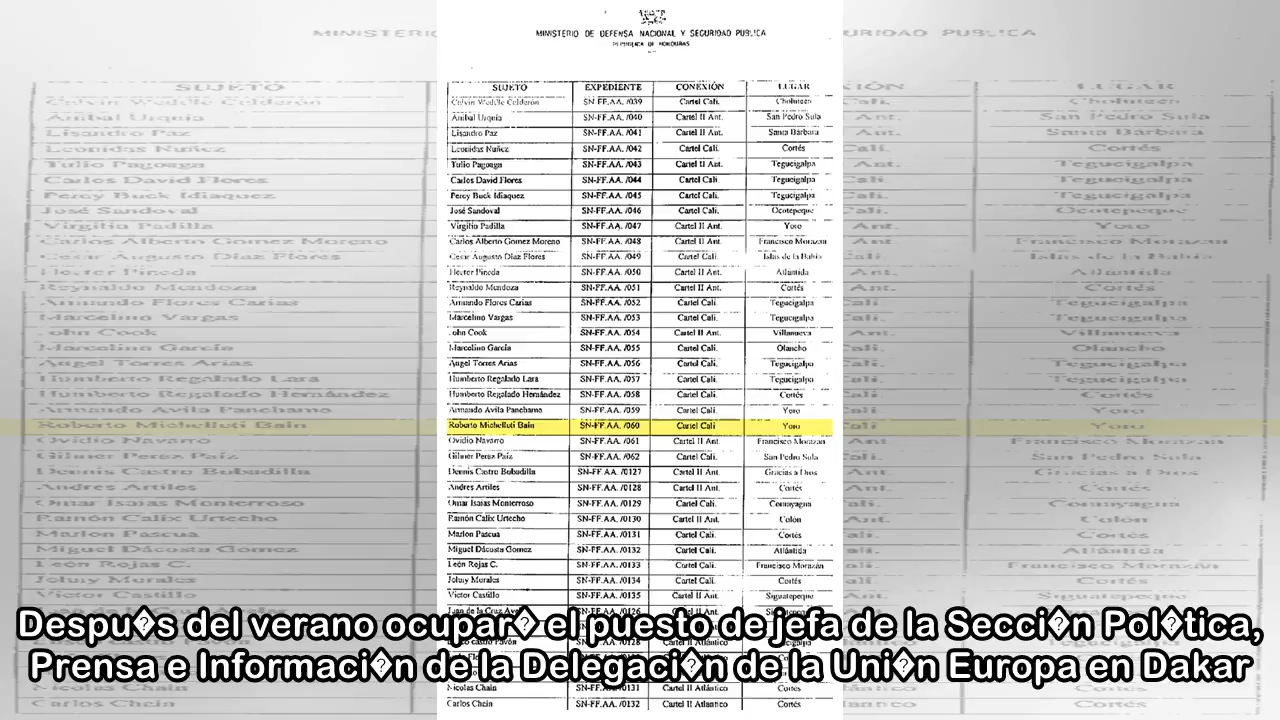 MINISTERIO DE DEFENSA NACIONAL Y SEGURIDAD PUBLICA
REPUBLICA DE HONDURAS
SUJETO EXPEDIENTE CONEXIÓN LUGAR
Calvin Weddle Calderón SN-FF.AA. /039 Cartel Cali. Choluteca
Anibal Urquia SN-FF.AA. /040 Cartel II Ant. San Pedro Sula
Lisandro Paz SN-FF.AA. /041 Cartel II Ant. Santa Bárbara
Leonidas Nuñez SN-FF.AA. /042 Cartel Cali. Cortés
Tulio Pagoaga SN-FF.AA. /043 Cartel II Ant. Tegucigalpa
Carlos David Flores SN-FF.AA. /044 Cartel Cali. Tegucigalpa
Percy Buck Idiaquez SN-FF.AA. /045 Cartel II Ant. Tegucigalpa
José Sandoval SN-FF.AA. /046 Cartel Cali. Ocotepeque
Virgilio Padilla SN-FF.AA. /047 Cartel II Ant. Yoro
Carlos Alberto Gomez Moreno SN-FF.AA. /048 Cartel II Ant. Francisco Morazan
Cesar Augusto Díaz Flores SN-FF.AA. /049 Cartel Cali. Islas de la Bahia
Hector Pineda SN-FF.AA. /050 Cartel II Ant. Atlántida
Reynaldo Mendoza SN-FF.AA. /051 Cartel II Ant. Cortés
Armando Flores Carias SN-FF.AA. /052 Cartel Cali. Tegucigalpa
Marcelino Vargas SN-FF.AA. /053 Cartel Cali. Tegucigalpa
John Cook SN-FF.AA. /054 Cartel II Ant. Villanueva
Marcelino García SN-FF.AA. /055 Cartel Cali. Olancho
Angel Torres Arias SN-FF.AA. /056 Cartel Cali. Tegucigalpa
Humberto Regalado Lara SN-FF.AA. /057 Cartel Cali. Tegucigalpa
Humberto Regalado Hernández SN-FF.AA. /058 Cartel Cali. Cortés
Armando Avila Panchamo SN-FF.AA. /059 Cartel Cali. Yoro
Roberto Michelluti Bain SN-FF.AA. /060 Cartel Cali Yoro
Ovidio Navarro SN-FF.AA. /061 Cartel II Ant. Francisco Morazan
Gilmer Perez Paiz SN-FF.AA. /062 Cartel Cali. San Pedro Sula
Dennis Castro Bobadilla SN-FF.AA. /0127 Cartel II Ant. Gracias a Dios
Andres Artiles SN-FF.AA. /0128 Cartel II Ant. Cortés
Omar Isaias Monterroso SN-FF.AA. /0129 Cartel Cali. Comayagua
Ramón Calix Urtecho SN-FF.AA. /0130 Cartel II Ant. Colón
Marlon Pascua SN-FF.AA. /0131 Cartel Cali. Cortés
Miguel Dácosta Gomez SN-FF.AA. /0132 Cartel Cali. Atlántida
León Rojas C. SN-FF.AA. /0133 Cartel Cali. Francisco Morazán
Johny Murales SN-FF.AA. /0134 Cartel Cali. Cortés
Victor Castillo SN-FF.AA. /0135 Cartel Cali. Siguatepeque
Despu�s del verano ocupar� el puesto de jefa de la Secci�n Pol�tica,
Prensa e Informaci�n de la Delegaci�n de la Uni�n Europa en Dakar
Nicolas Chain /0131 Cartel II Atlántico Cortés
Carlos Chein SN-FF.AA. /0132 Cartel II Atlantico Cortés